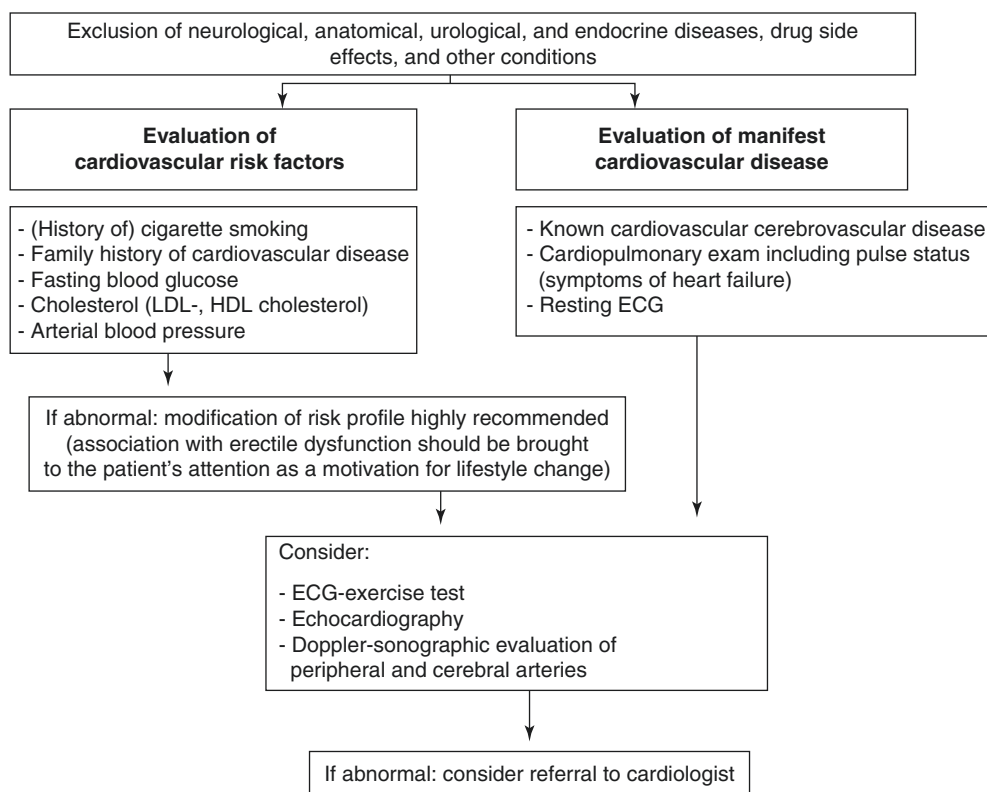 Exclusion of neurological, anatomical, urological, and endocrine diseases, drug side
effects, and other conditions
Evaluation of
cardiovascular risk factors
Evaluation of manifest
cardiovascular disease
- (History of) cigarette smoking
- Family history of cardiovascular disease
- Fasting blood glucose
- Cholesterol (LDL-, HDL cholesterol)
- Arterial blood pressure
- Known cardiovascular cerebrovascular disease
- Cardiopulmonary exam including pulse status
(symptoms of heart failure)
- Resting ECG
If abnormal: modification of risk profile highly recommended
(association with erectile dysfunction should be brought
to the patient's attention as a motivation for lifestyle change)
Consider:
- ECG-exercise test
- Echocardiography
- Doppler-sonographic evaluation of
peripheral and cerebral arteries
If abnormal: consider referral to cardiologist